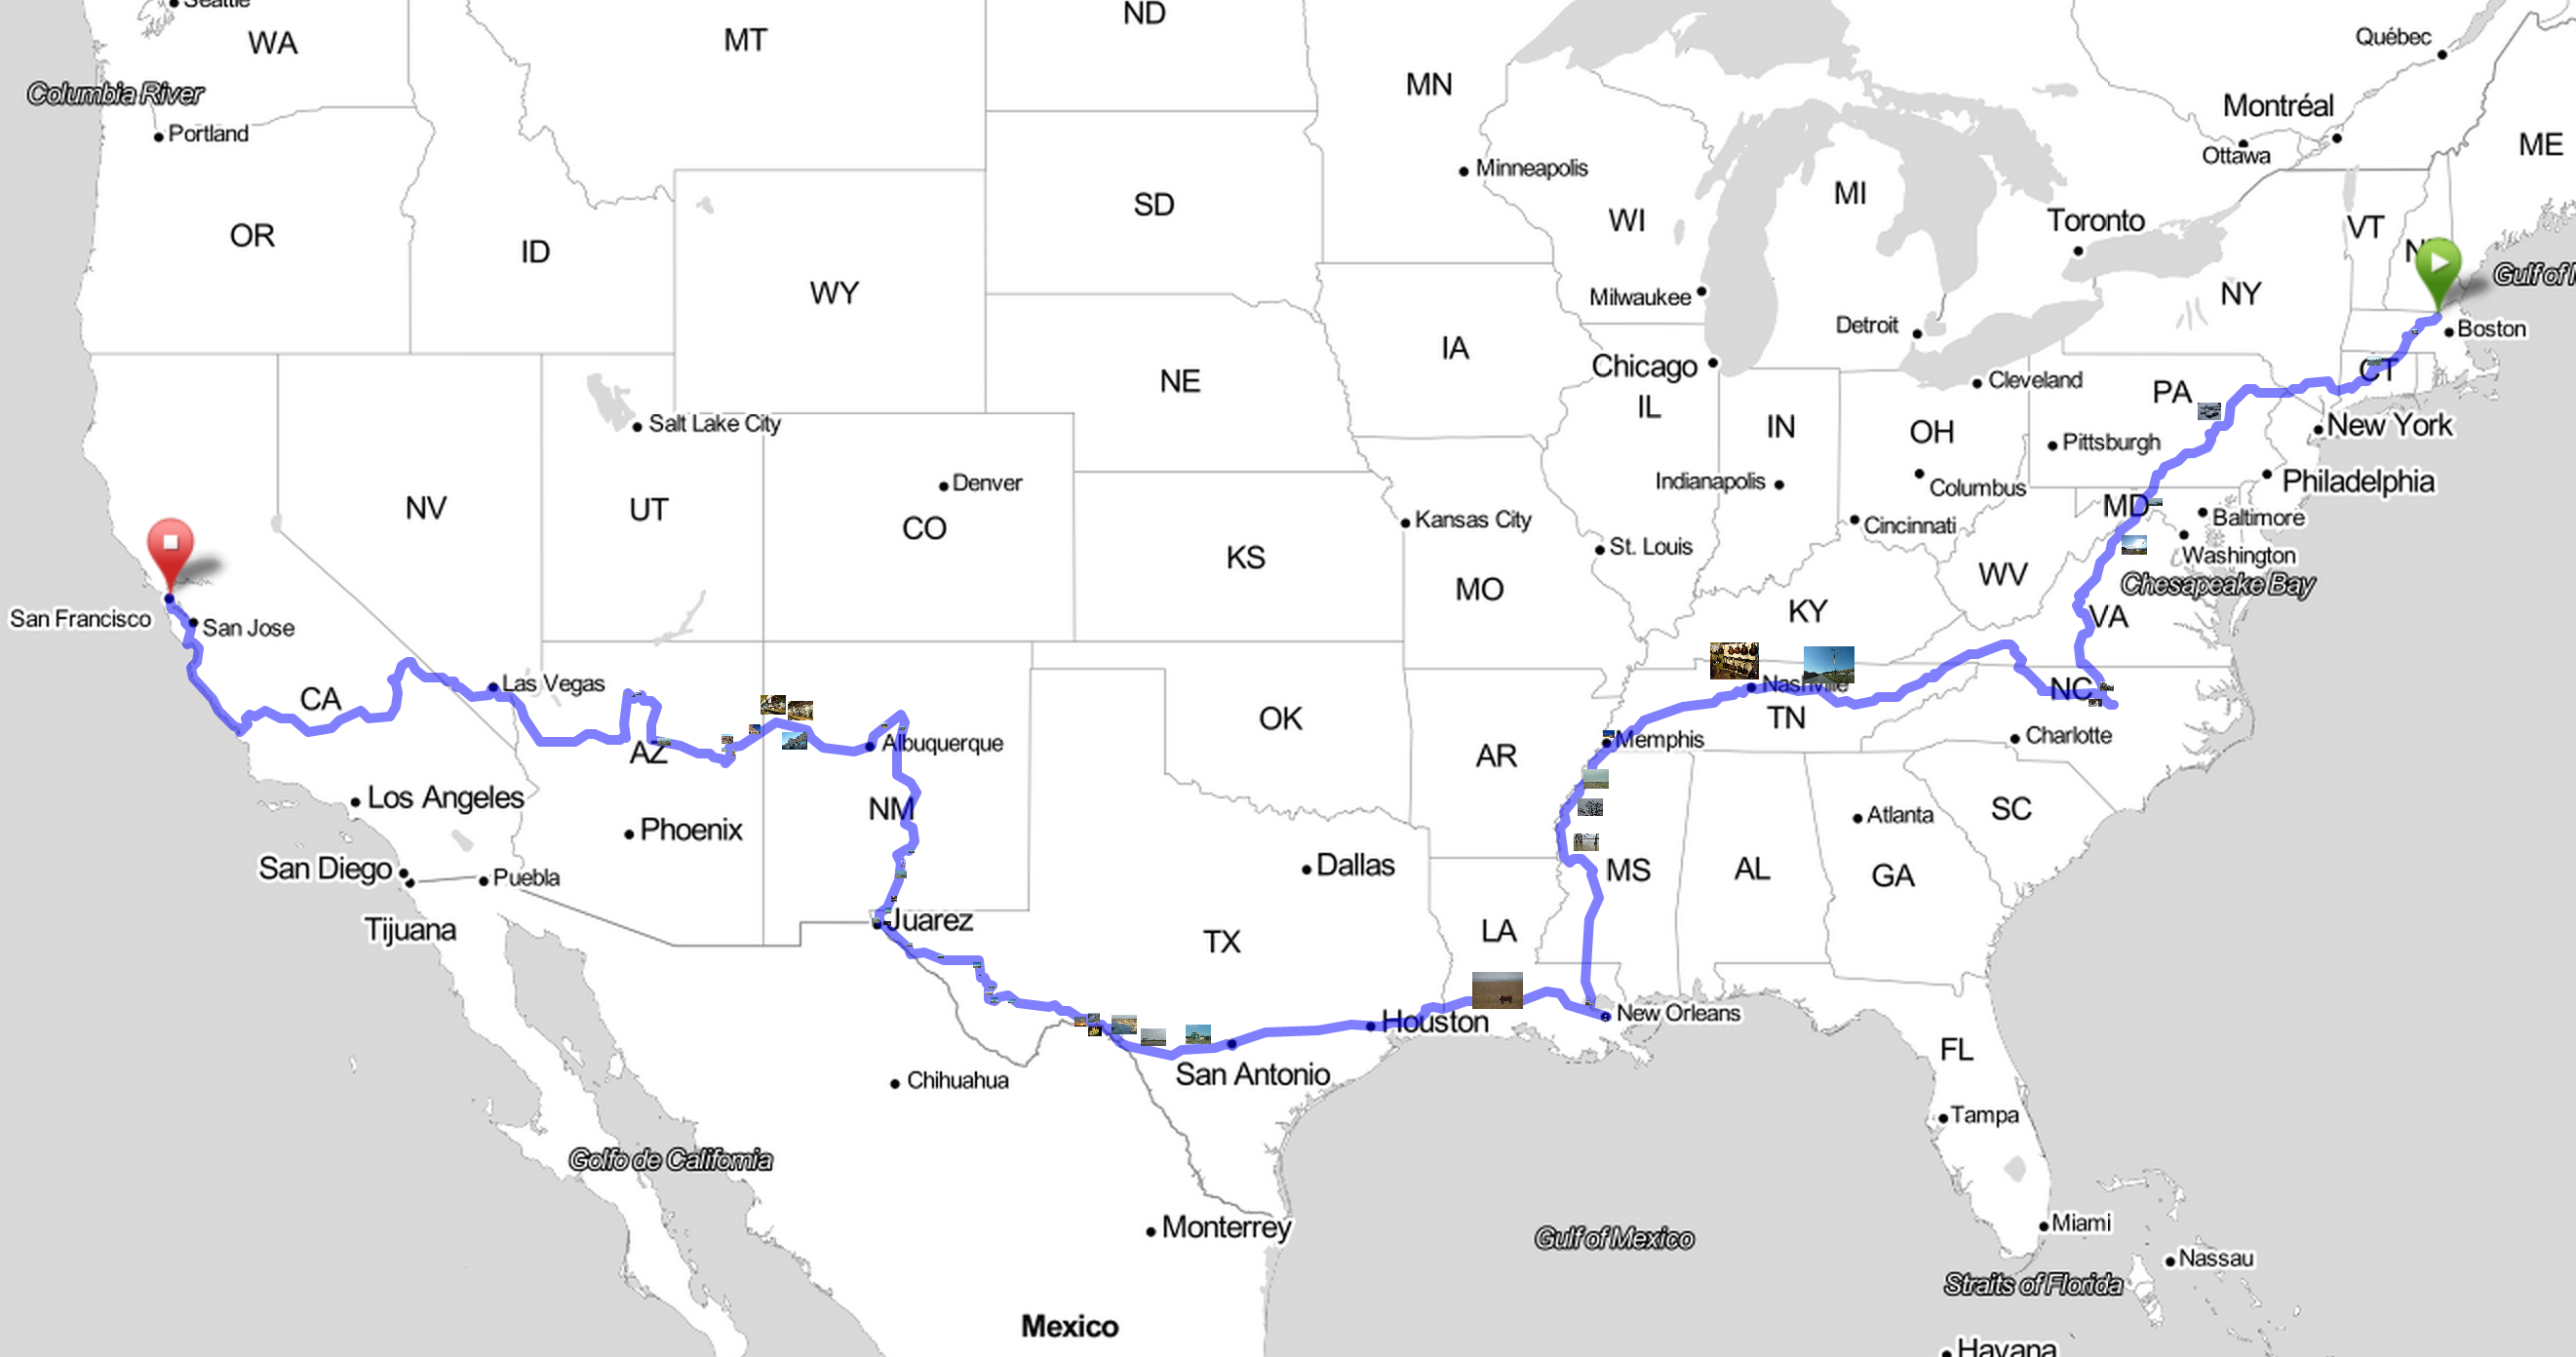 Seattle
WA
MT
ND
MN
Québec
Columbia River
Portland
Montréal
Ottawa
ME
Minneapolis
OR
ID
SD
WI
MI
Toronto
VT
WY
Milwaukee
NY
Gulf of
Detroit
Boston
IA
Chicago
NE
Cleveland
PA
CT
IL
Salt Lake City
IN
OH
Pittsburgh
New York
Denver
Indianapolis
Columbus
Philadelphia
NV
UT
CO
Kansas City
Cincinnati
MD
Baltimore
St. Louis
KS
Washington
WV
Chesapeake Bay
MO
San Francisco
San Jose
KY
VA
CA
Las Vegas
Nashville
NC
OK
TN
AZ
Albuquerque
AR
Memphis
Charlotte
Los Angeles
NM
Phoenix
Atlanta
SC
San Diego
Puebla
Dallas
MS
AL
GA
Tijuana
Juarez
TX
LA
Houston
New Orleans
San Antonio
FL
Chihuahua
Tampa
Golfo de California
Monterrey
Gulf of Mexico
Miami
Nassau
Straits of Florida
Mexico
Havana